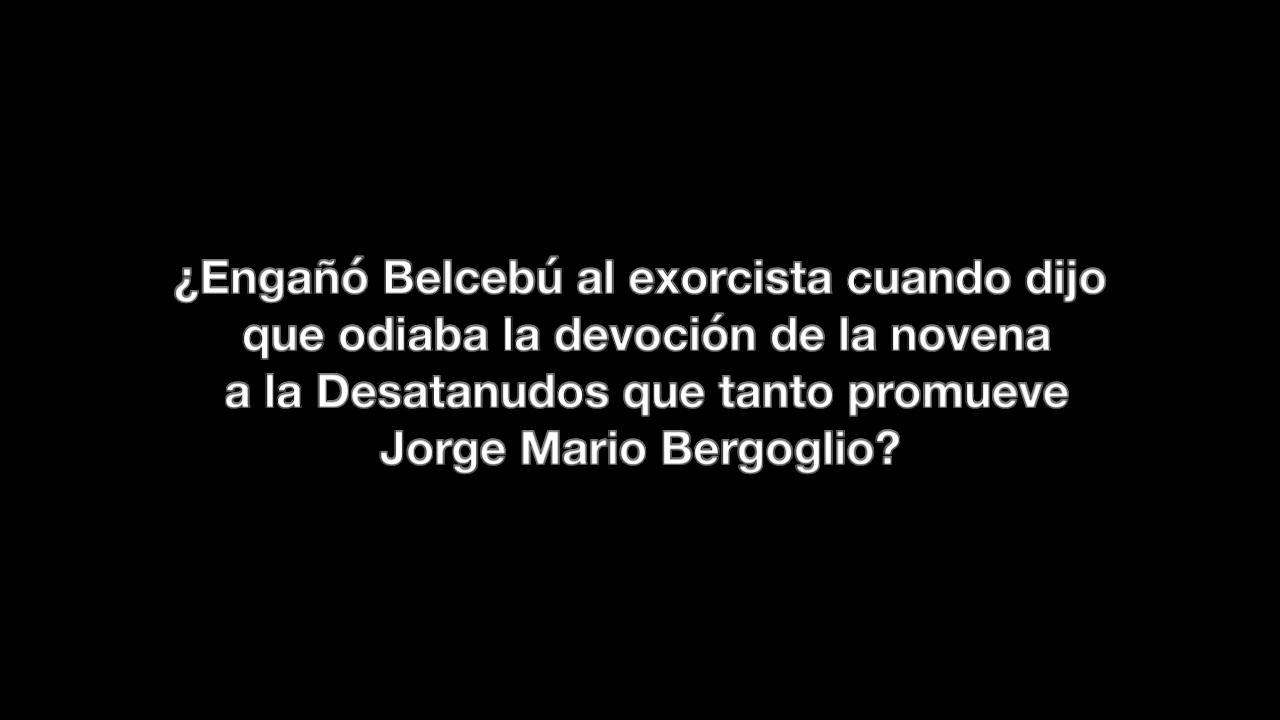 ¿Engañó Belcebú al exorcista cuando dijo
que odiaba la devoción de la novena
a la Desatanudos que tanto promueve
Jorge Mario Bergoglio?